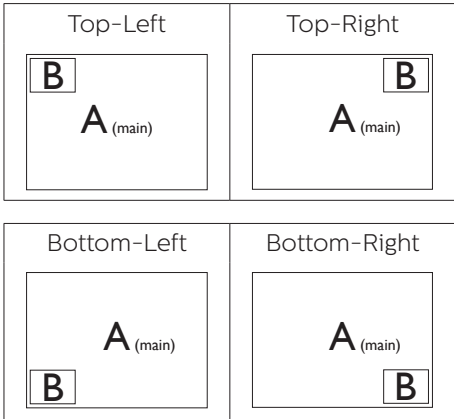 Top-Left
Top-Right
B
A (main)
B
A (main)
Bottom-Left
Bottom-Right
A (main)
B
A (main)
B